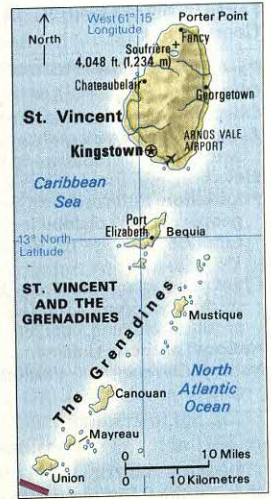 West 61° 15'
Longitude
Porter Point
North
Fancy
Soufrière
4,048 ft. (1,234 m)
Chateaubelair
Georgetown
St. Vincent
ARNOS VALE
AIRPORT
Kingstown
Caribbean
Sea
Port
Elizabeth
Bequia
13° North
Latitude
ST. VINCENT
AND THE
GRENADINES
The Grenadines
Mustique
North
Atlantic
Ocean
Canouan
Mayreau
Union
0 10 Miles
0 10 Kilometres